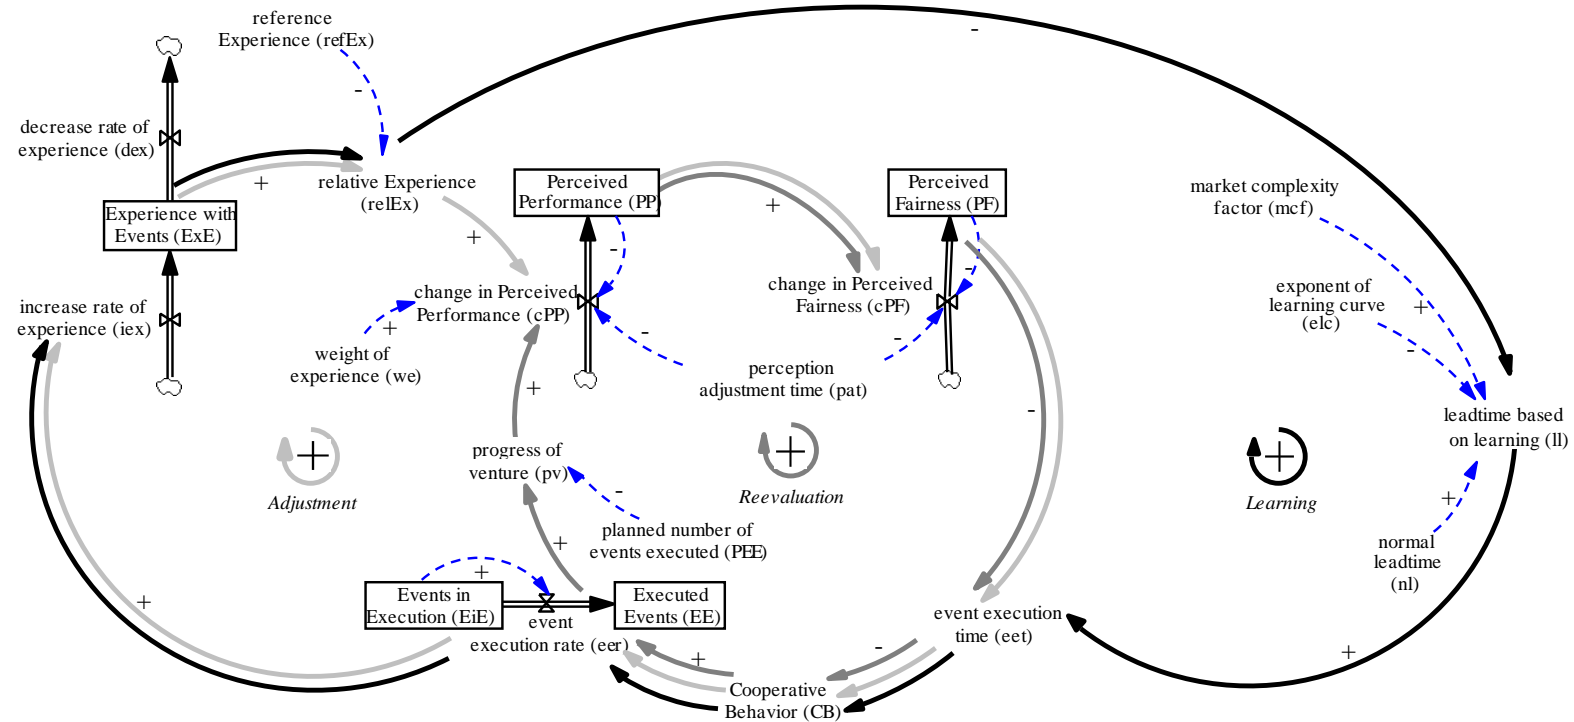 reference
Experience (refEx)
-
-
decrease rate of
experience (dex)
+
relative Experience
(relEx)
Experience with
Events (ExE)
+
Perceived
Performance (PP)
-
+
Perceived
Fairness (PF)
-
market complexity
factor (mcf)
increase rate of
experience (iex)
change in Perceived
Performance (cPP)
+
change in Perceived
Fairness (cPF)
exponent of
learning curve
(elc)
+
-
weight of
experience (we)
-
-
perception
adjustment time (pat)
+
-
leadtime based
on learning (ll)
progress of
venture (pv)
Adjustment
Reevaluation
Learning
-
+
planned number of
events executed (PEE)
+
normal
leadtime
(nl)
+
Events in
Execution (EiE)
Executed
Events (EE)
event
execution rate (eer)
event execution
time (eet)
+
+
-
+
Cooperative
Behavior (CB)